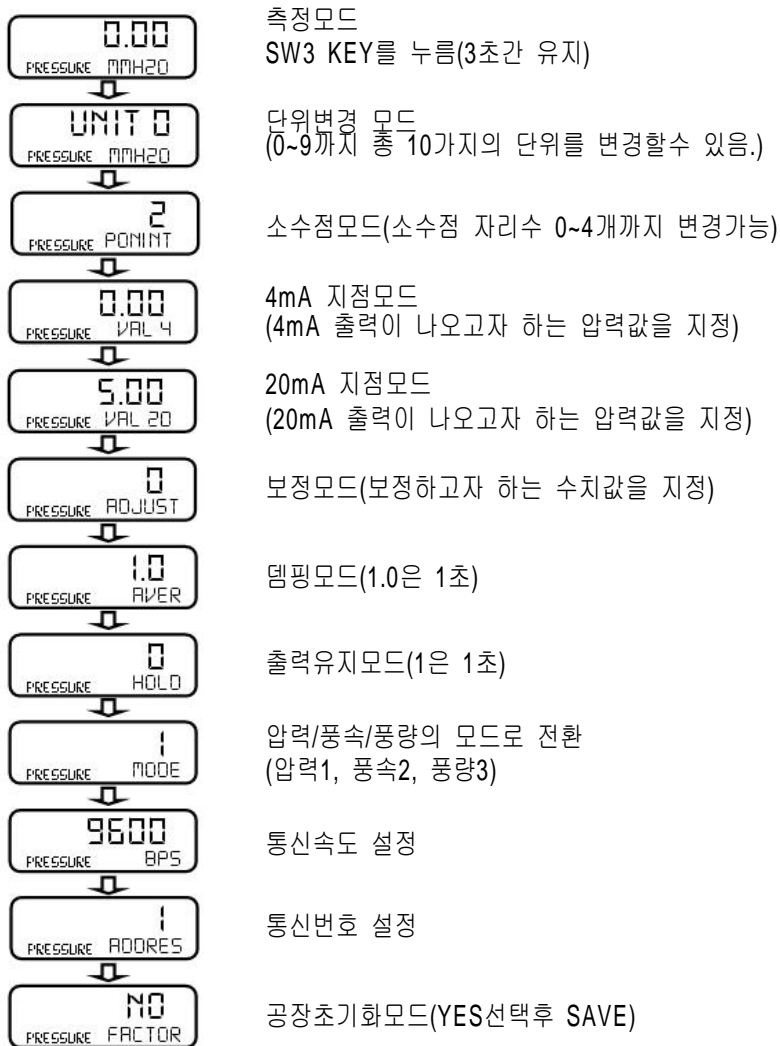 0.00
PRESSURE MMH2O
측정모드
SW3 KEY를 누름(3초간 유지)
UNIT 0
PRESSURE MMH2O
단위변경 모드
(0~9까지 총 10가지의 단위를 변경할수 있음.)
2
PRESSURE PONINT
소수점모드(소수점 자리수 0~4개까지 변경가능)
0.00
PRESSURE VAL 4
4mA 지점모드
(4mA 출력이 나오고자 하는 압력값을 지정)
5.00
PRESSURE VAL 20
20mA 지점모드
(20mA 출력이 나오고자 하는 압력값을 지정)
0
PRESSURE ADJUST
보정모드(보정하고자 하는 수치값을 지정)
1.0
PRESSURE AVER
뎀핑모드(1.0은 1초)
0
PRESSURE HOLD
출력유지모드(1은 1초)
1
PRESSURE MODE
압력/풍속/풍량의 모드로 전환
(압력1, 풍속2, 풍량3)
9600
PRESSURE BPS
통신속도 설정
1
PRESSURE ADDRES
통신번호 설정
NO
PRESSURE FACTOR
공장초기화모드(YES선택후 SAVE)